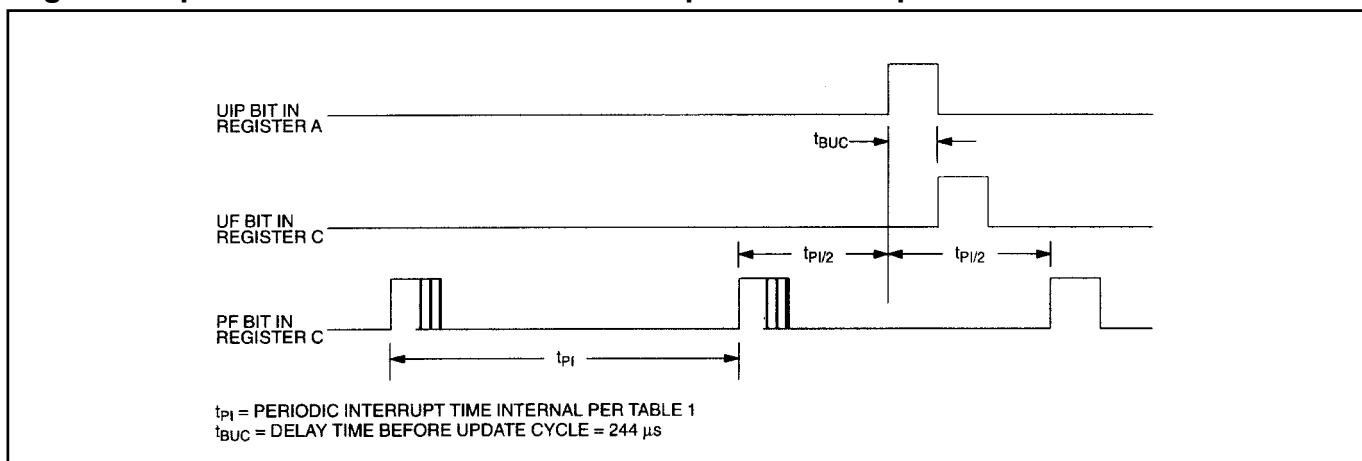 UIP BIT IN
REGISTER A
tBUC
UF BIT IN
REGISTER C
tPI/2
tPI/2
PF BIT IN
REGISTER C
tPI
tPI = PERIODIC INTERRUPT TIME INTERNAL PER TABLE 1
tBUC = DELAY TIME BEFORE UPDATE CYCLE = 244 μs